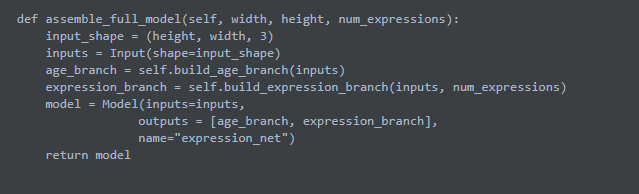 def assemble_full_model(self, width, height, num_expressions):
    input_shape = (height, width, 3)
    inputs = Input(shape=input_shape)
    age_branch = self.build_age_branch(inputs)
    expression_branch = self.build_expression_branch(inputs, num_expressions)
    model = Model(inputs=inputs,
                  outputs = [age_branch, expression_branch],
                  name="expression_net")
    return model